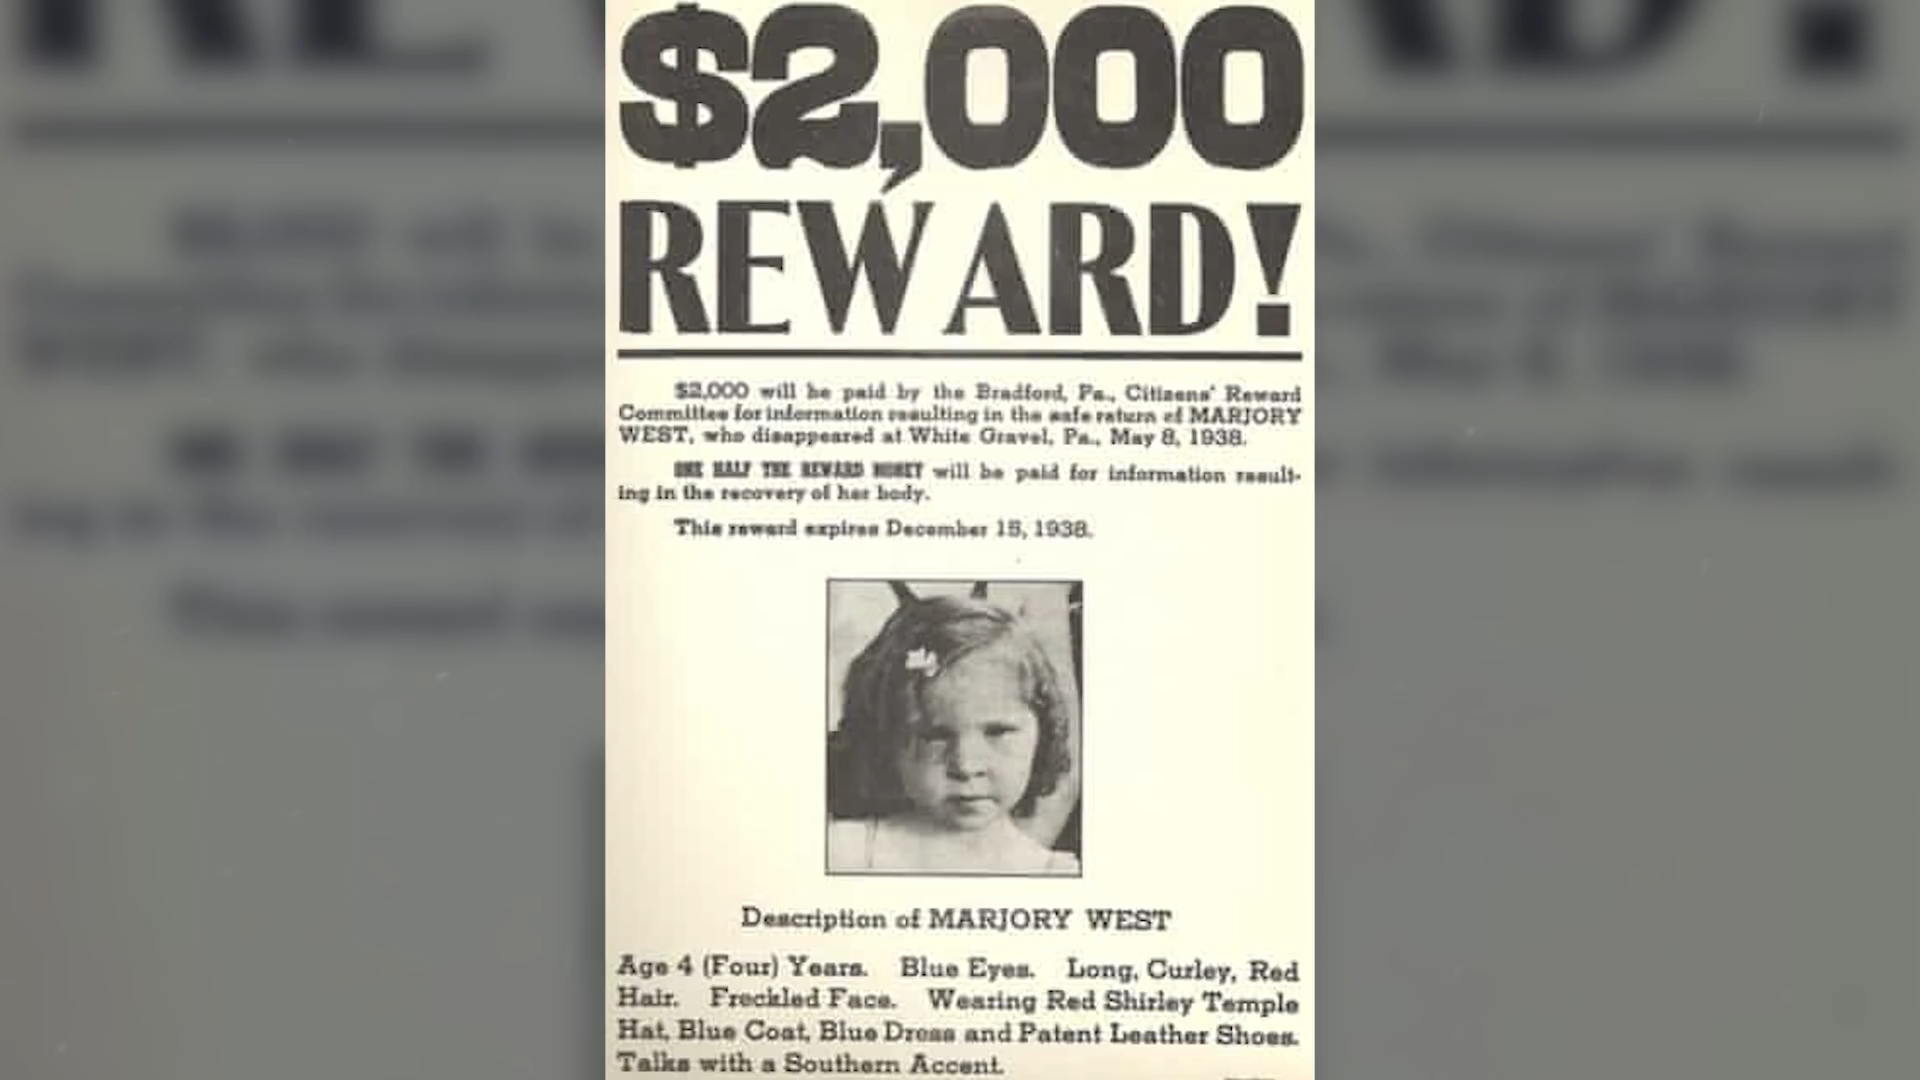 $2,000
REWARD!
$2,000 will be paid by the Bradford, Pa., Citizens' Reward
Committee for information resulting in the safe return of MARJORY
WEST, who disappeared at White Gravel, Pa., May 8, 1938.
ONE HALF THE REWARD MONEY will be paid for information result-
ing in the recovery of her body.
This reward expires December 15, 1938.
Description of MARJORY WEST
Age 4 (Four) Years. Blue Eyes. Long, Curley, Red
Hair. Freckled Face. Wearing Red Shirley Temple
Hat, Blue Coat, Blue Dress and Patent Leather Shoes.
Talks with a Southern Accent.